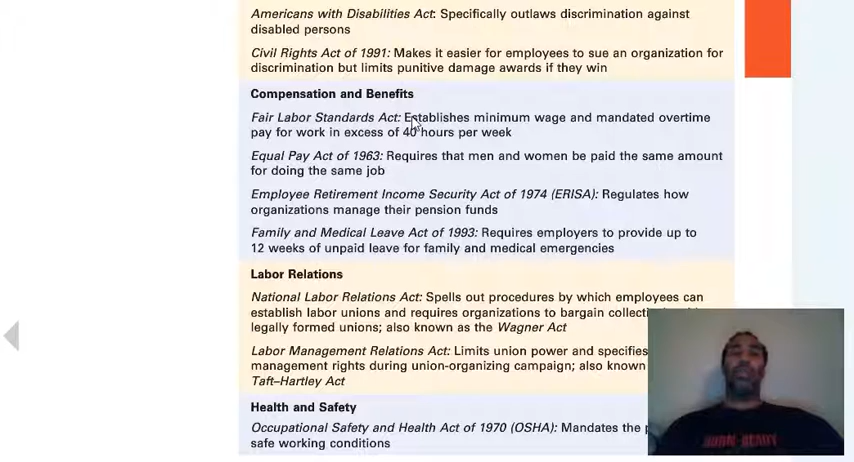 Americans with Disabilities Act: Specifically outlaws discrimination against
disabled persons
Civil Rights Act of 1991: Makes it easier for employees to sue an organization for
discrimination but limits punitive damage awards if they win
Compensation and Benefits
Fair Labor Standards Act: Establishes minimum wage and mandated overtime
pay for work in excess of 40 hours per week
Equal Pay Act of 1963: Requires that men and women be paid the same amount
for doing the same job
Employee Retirement Income Security Act of 1974 (ERISA): Regulates how
organizations manage their pension funds
Family and Medical Leave Act of 1993: Requires employers to provide up to
12 weeks of unpaid leave for family and medical emergencies
Labor Relations
National Labor Relations Act: Spells out procedures by which employees can
establish labor unions and requires organizations to bargain
legally formed unions; also known as the Wagner Act
Labor Management Relations Act: Limits union power and specifies
management rights during union-organizing campaign; also known
Taft–Hartley Act
Health and Safety
Occupational Safety and Health Act of 1970 (OSHA): Mandates the
safe working conditions